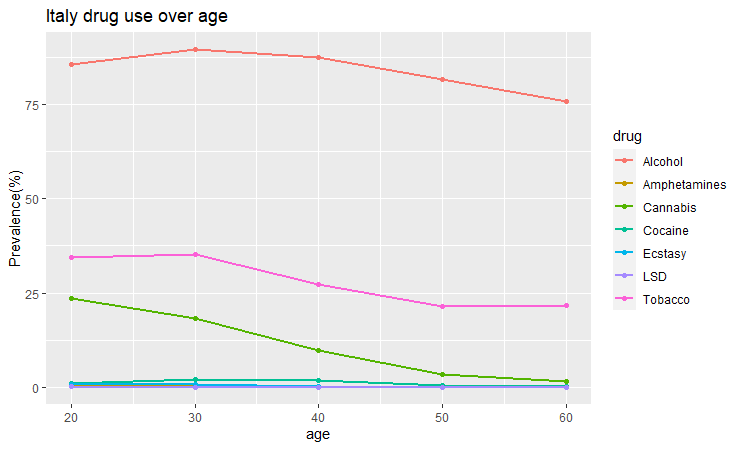 Italy drug use over age
Prevalence(%)
75
50
25
0
20 30 40 50 60
age
drug
Alcohol
Amphetamines
Cannabis
Cocaine
Ecstasy
LSD
Tobacco